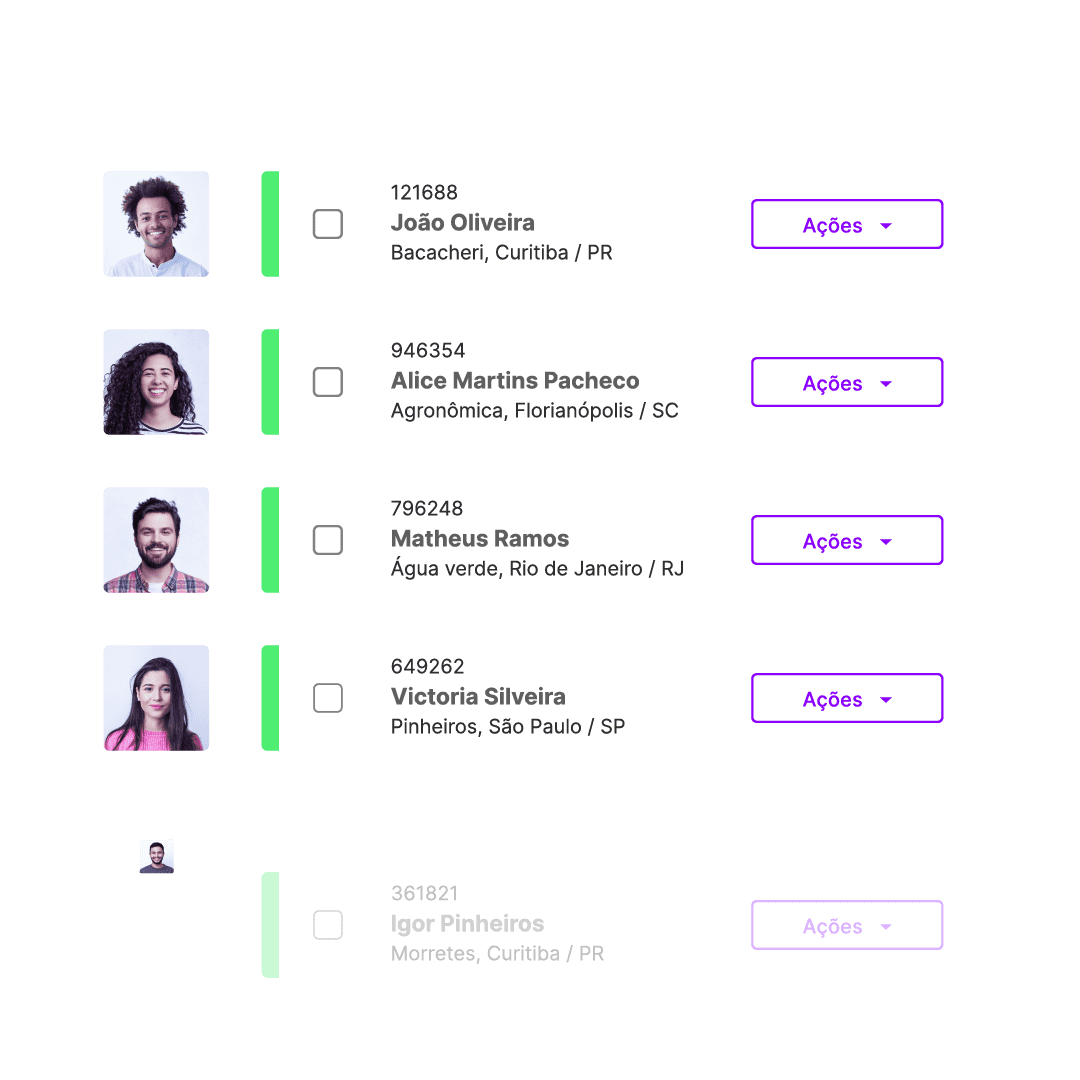 121688
João Oliveira
Bacacheri, Curitiba / PR
Ações
946354
Alice Martins Pacheco
Agronômica, Florianópolis / SC
Ações
796248
Matheus Ramos
Água verde, Rio de Janeiro / RJ
Ações
649262
Victoria Silveira
Pinheiros, São Paulo / SP
Ações
361821
Igor Pinheiros
Morretes, Curitiba / PR
Ações